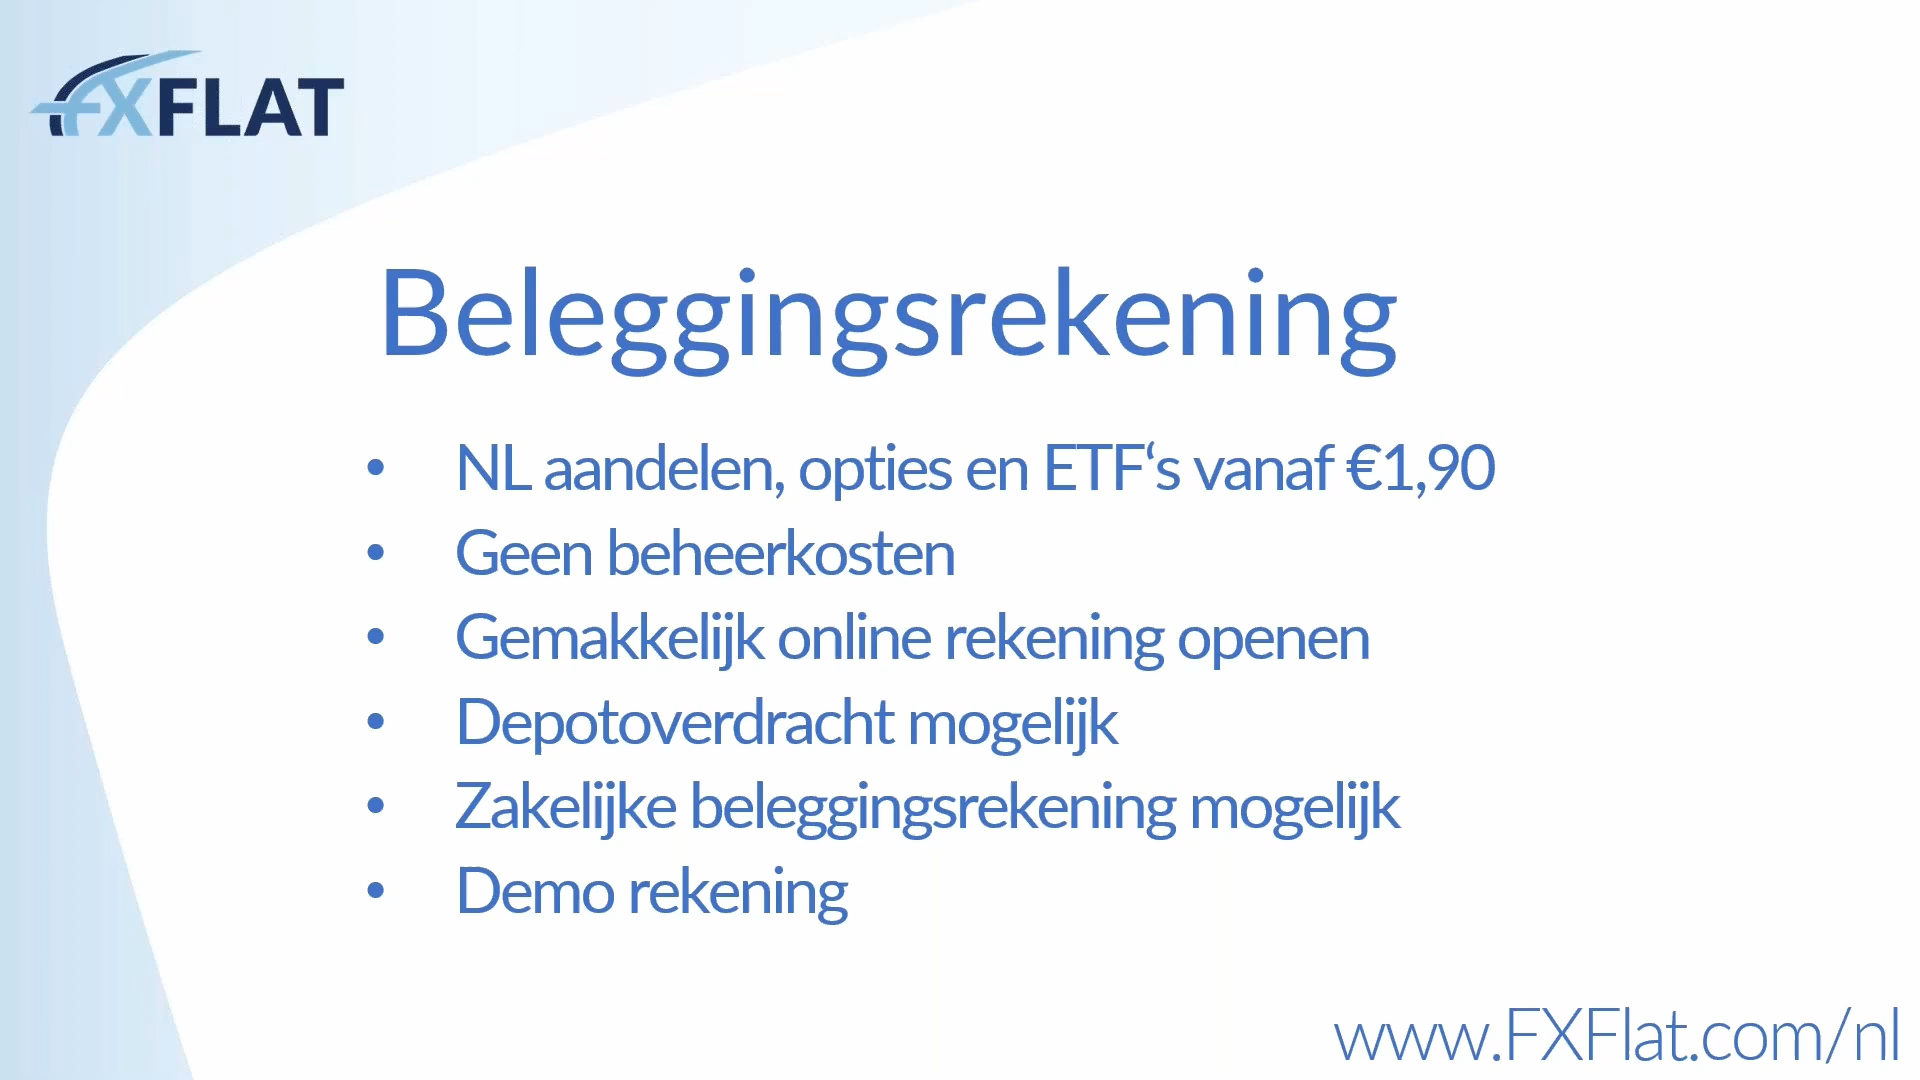 FXFLAT
Beleggingsrekening
• NL aandelen, opties en ETF‘s vanaf €1,90
• Geen beheerkosten
• Gemakkelijk online rekening openen
• Depotoverdracht mogelijk
• Zakelijke beleggingsrekening mogelijk
• Demo rekening
www.FXFlat.com/nl